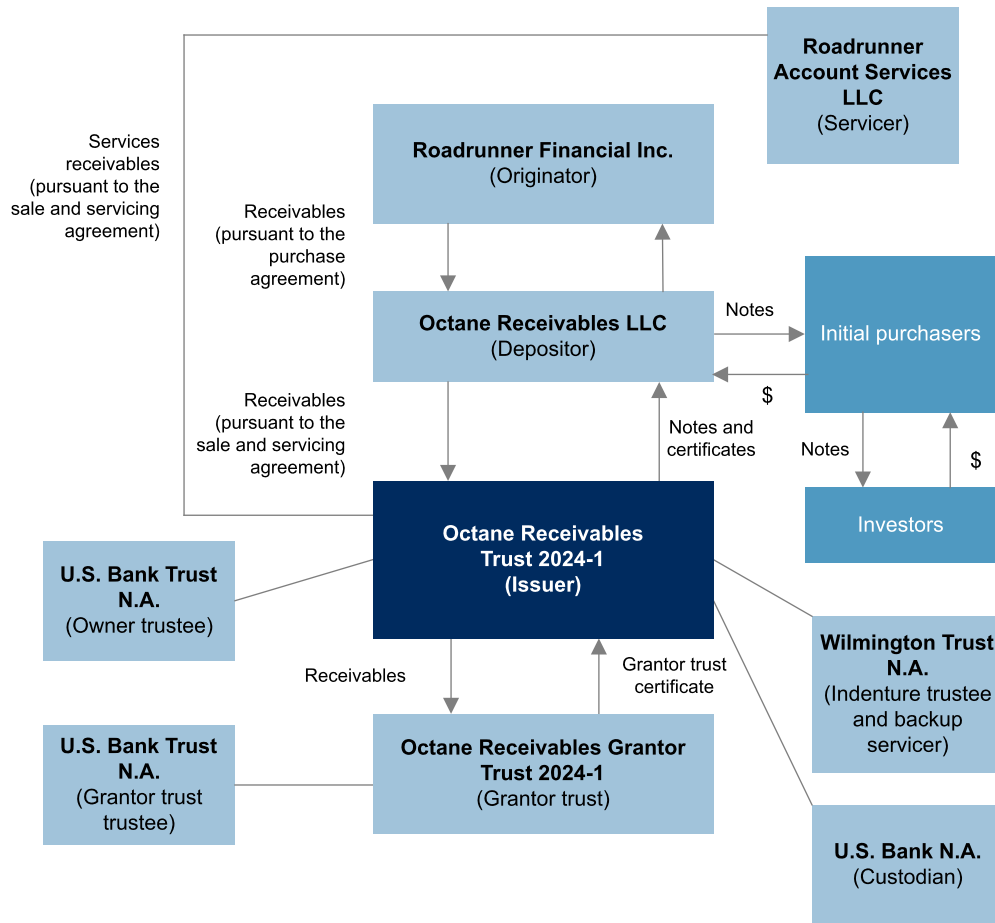 Roadrunner
Account Services
LLC
(Servicer)
Services
receivables
(pursuant to the
sale and servicing
agreement)
Roadrunner Financial Inc.
(Originator)
Receivables
(pursuant to the
purchase
agreement)
Octane Receivables LLC
(Depositor)
Notes
$
Initial purchasers
Receivables
(pursuant to the
sale and servicing
agreement)
Notes and
certificates
Notes
$
Investors
Octane Receivables
Trust 2024-1
(Issuer)
U.S. Bank Trust
N.A.
(Owner trustee)
Wilmington Trust
N.A.
(Indenture trustee
and backup
servicer)
Receivables
Grantor trust
certificate
U.S. Bank Trust
N.A.
(Grantor trust
trustee)
Octane Receivables Grantor
Trust 2024-1
(Grantor trust)
U.S. Bank N.A.
(Custodian)